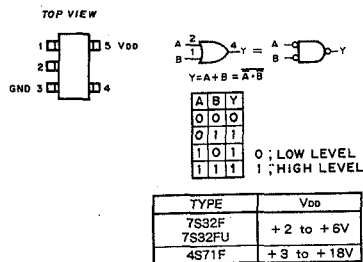 TOP VIEW
1 5 VDD
2
GND 3 4
A 2 4 Y = A Y
B 1 B
Y=A+B=A̅·̅B̅
A B Y
0 0 0
0 1 1
1 0 1 0 ; LOW LEVEL
1 1 1 1 ; HIGH LEVEL
TYPE VDD
7S32F
7S32FU + 2 to + 6V
4S71F + 3 to + 18V